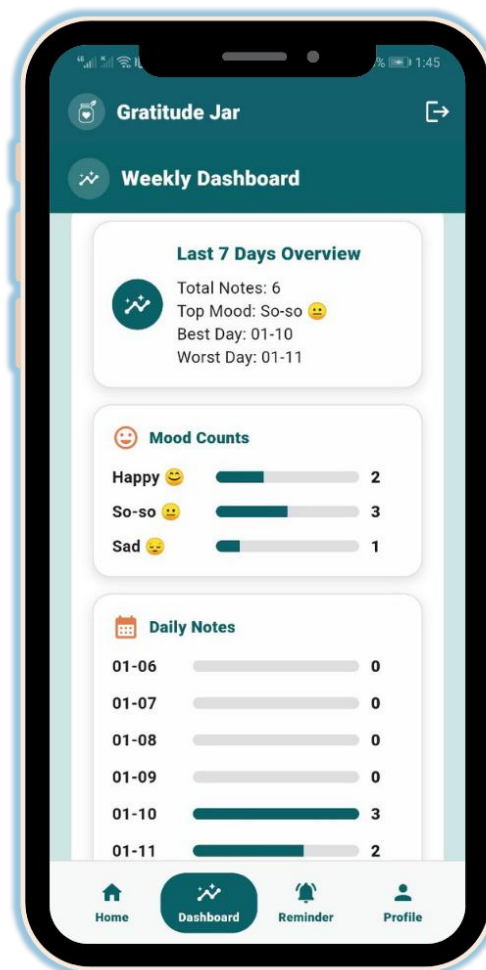 % 1:45
Gratitude Jar
Weekly Dashboard
Last 7 Days Overview
Total Notes: 6
Top Mood: So-so 😐
Best Day: 01-10
Worst Day: 01-11
Mood Counts
Happy 😊 2
So-so 😐 3
Sad 😔 1
Daily Notes
01-06 0
01-07 0
01-08 0
01-09 0
01-10 3
01-11 2
Home Dashboard Reminder Profile